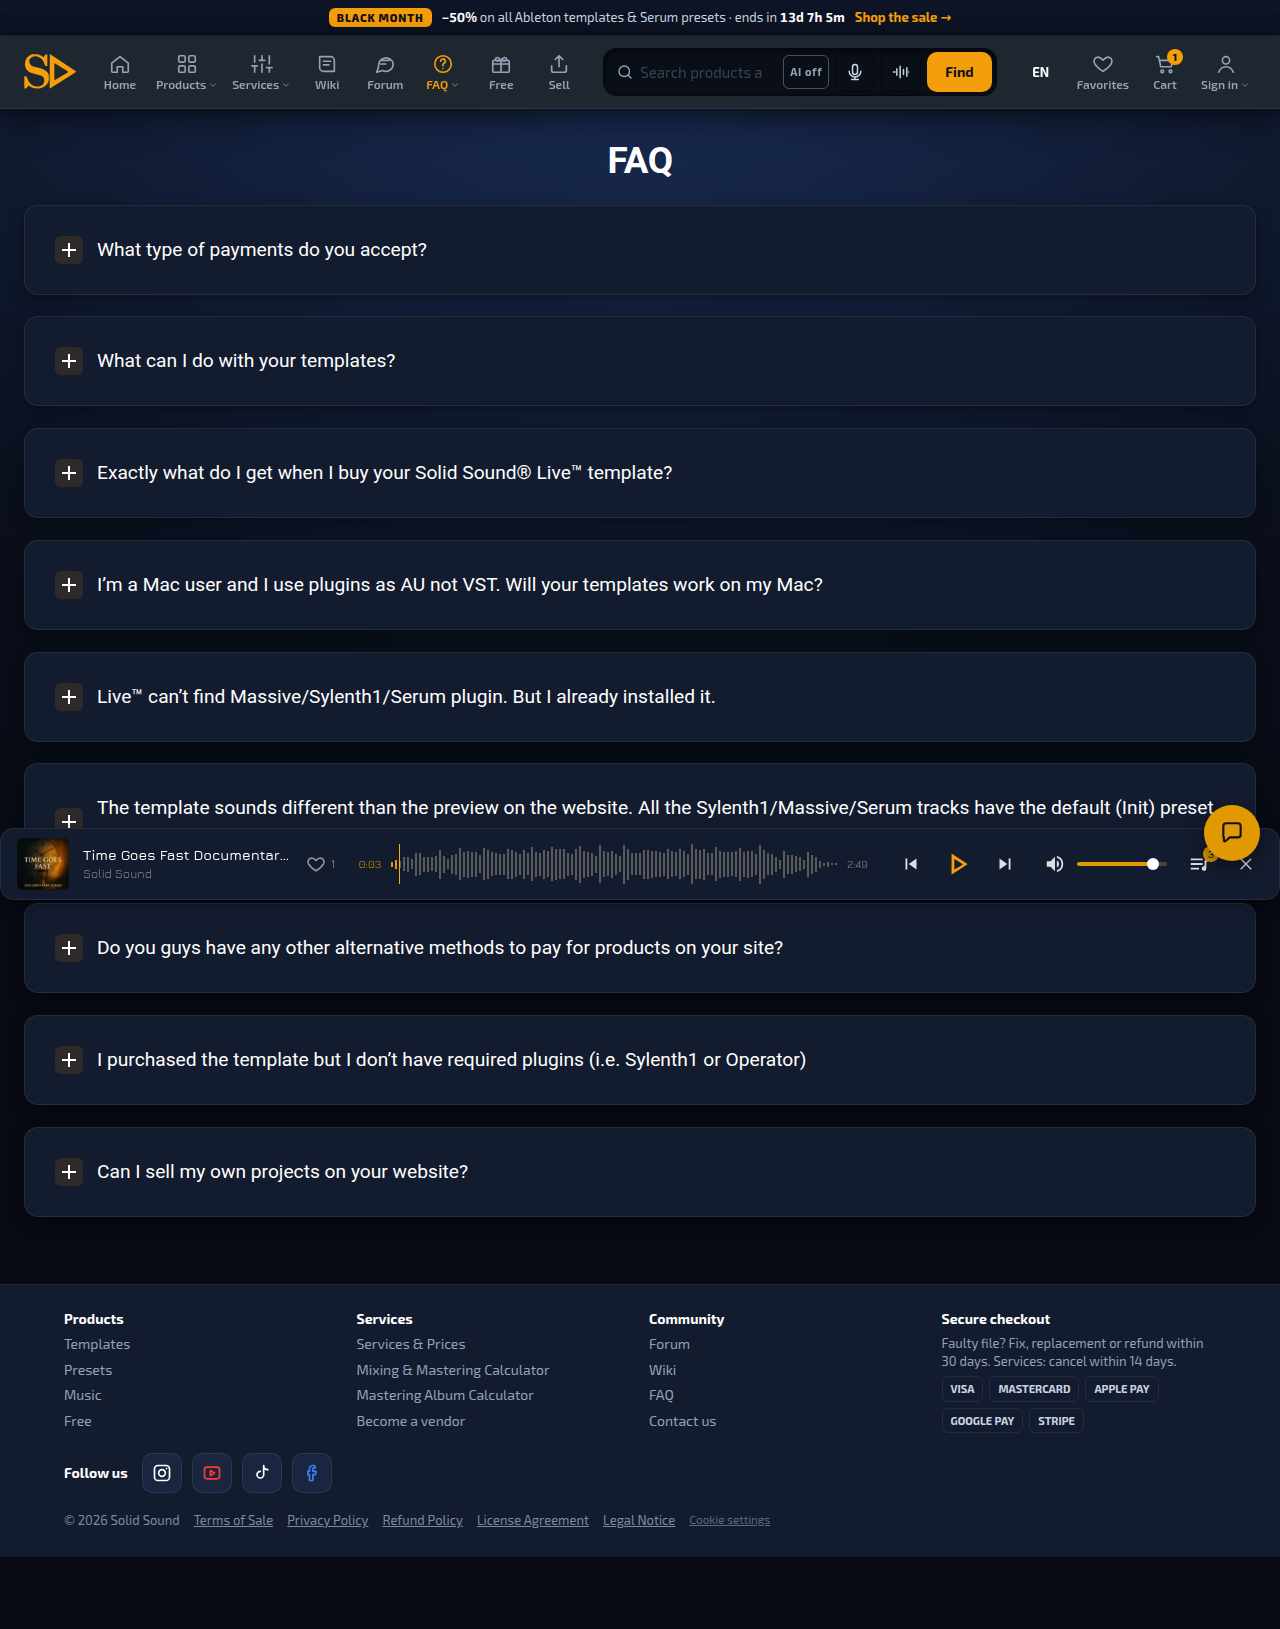 BLACK MONTH −50% on all Ableton templates & Serum presets · ends in 13d 7h 5m Shop the sale →
Home Products Services Wiki Forum FAQ Free Sell
Search products a AI off Find EN
Favorites 1 Cart Sign in
FAQ
What type of payments do you accept?
What can I do with your templates?
Exactly what do I get when I buy your Solid Sound® Live™ template?
I’m a Mac user and I use plugins as AU not VST. Will your templates work on my Mac?
Live™ can’t find Massive/Sylenth1/Serum plugin. But I already installed it.
The template sounds different than the preview on the website. All the Sylenth1/Massive/Serum tracks have the default (Init) preset
TIME GOES
FAST
Time Goes Fast Documentar...
Solid Sound
1 0:03 2:49
Do you guys have any other alternative methods to pay for products on your site?
I purchased the template but I don’t have required plugins (i.e. Sylenth1 or Operator)
Can I sell my own projects on your website?
Products
Templates
Presets
Music
Free
Services
Services & Prices
Mixing & Mastering Calculator
Mastering Album Calculator
Become a vendor
Community
Forum
Wiki
FAQ
Contact us
Secure checkout
Faulty file? Fix, replacement or refund within
30 days. Services: cancel within 14 days.
VISA MASTERCARD APPLE PAY
GOOGLE PAY STRIPE
Follow us
© 2026 Solid Sound Terms of Sale Privacy Policy Refund Policy License Agreement Legal Notice Cookie settings